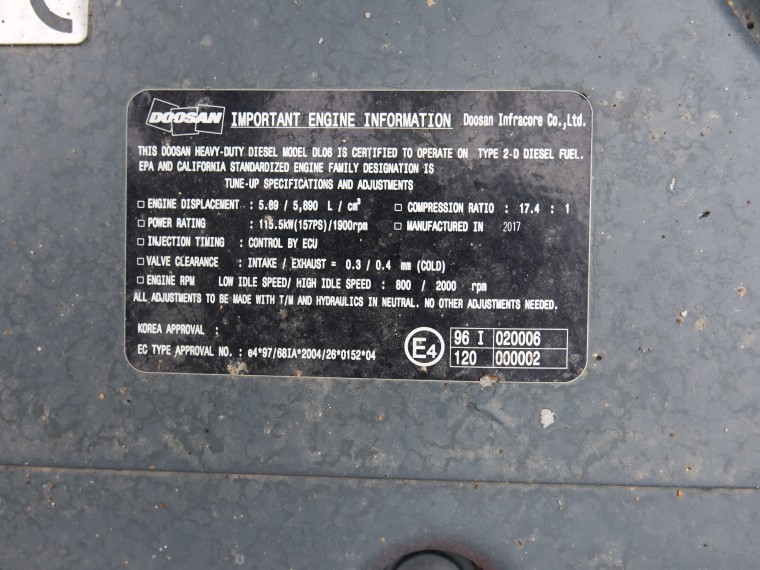 DOOSAN IMPORTANT ENGINE INFORMATION Doosan Infracore Co.,Ltd.
THIS DOOSAN HEAVY-DUTY DIESEL MODEL DL06 IS CERTIFIED TO OPERATE ON TYPE 2-D DIESEL FUEL.
EPA AND CALIFORNIA STANDARDIZED ENGINE FAMILY DESIGNATION IS
TUNE-UP SPECIFICATIONS AND ADJUSTMENTS
□ ENGINE DISPLACEMENT : 5.89 / 5,890 L / cm³ □ COMPRESSION RATIO : 17.4 : 1
□ POWER RATING : 115.5kW(157PS)/1900rpm □ MANUFACTURED IN 2017
□ INJECTION TIMING : CONTROL BY ECU
□ VALVE CLEARANCE : INTAKE / EXHAUST = 0.3 / 0.4 mm (COLD)
□ ENGINE RPM LOW IDLE SPEED/ HIGH IDLE SPEED : 800 / 2000 rpm
ALL ADJUSTMENTS TO BE MADE WITH T/M AND HYDRAULICS IN NEUTRAL. NO OTHER ADJUSTMENTS NEEDED.
KOREA APPROVAL :
EC TYPE APPROVAL NO. : e4*97/68IA*2004/26*0152*04
E4
96 I 020006
120 000002